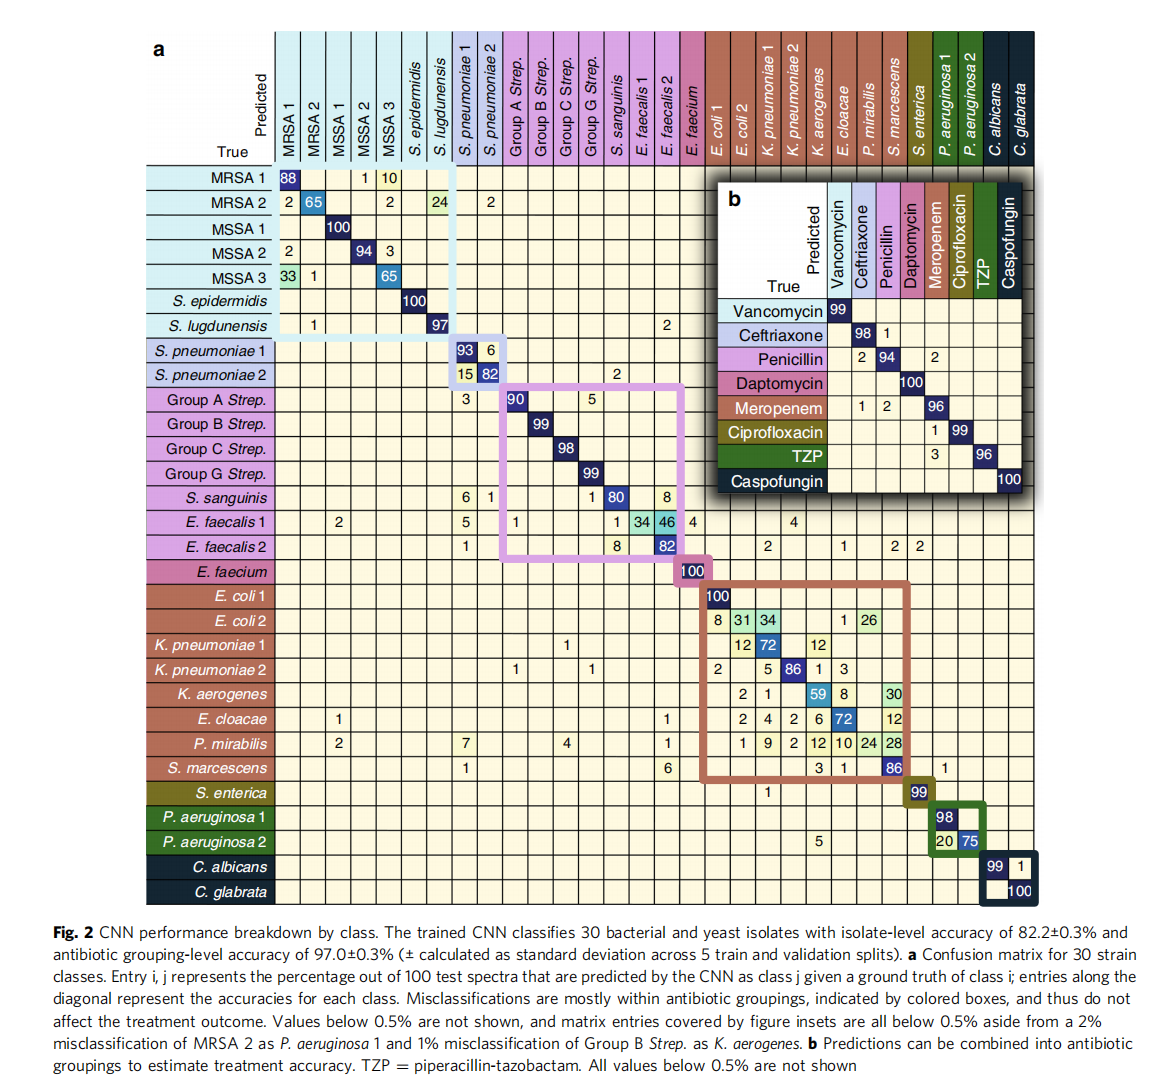 a
Predicted
True
MRSA 1
MRSA 2
MSSA 1
MSSA 2
MSSA 3
S. epidermidis
S. lugdunensis
S. pneumoniae 1
S. pneumoniae 2
Group A Strep.
Group B Strep.
Group C Strep.
Group G Strep.
S. sanguinis
E. faecalis 1
E. faecalis 2
E. faecium
E. coli 1
E. coli 2
K. pneumoniae 1
K. pneumoniae 2
K. aerogenes
E. cloacae
P. mirabilis
S. marcescens
S. enterica
P. aeruginosa 1
P. aeruginosa 2
C. albicans
C. glabrata
MRSA 1 88 1 10
MRSA 2 2 65 2 24 2
MSSA 1 100
MSSA 2 2 94 3
MSSA 3 33 1 65
S. epidermidis 100
S. lugdunensis 1 97 2
S. pneumoniae 1 93 6
S. pneumoniae 2 15 82 2
Group A Strep. 3 90 5
Group B Strep. 99
Group C Strep. 98
Group G Strep. 99
S. sanguinis 6 1 1 80 8
E. faecalis 1 2 5 1 1 34 46 4 4
E. faecalis 2 1 8 82 2 1 2 2
E. faecium 100
E. coli 1 100
E. coli 2 8 31 34 1 26
K. pneumoniae 1 1 12 72 12
K. pneumoniae 2 1 1 2 5 86 1 3
K. aerogenes 2 1 59 8 30
E. cloacae 1 1 2 4 2 6 72 12
P. mirabilis 2 7 4 1 1 9 2 12 10 24 28
S. marcescens 1 6 3 1 86 1
S. enterica 1 99
P. aeruginosa 1 98
P. aeruginosa 2 5 20 75
C. albicans 99 1
C. glabrata 100
b
Predicted
True
Vancomycin
Ceftriaxone
Penicillin
Daptomycin
Meropenem
Ciprofloxacin
TZP
Caspofungin
Vancomycin 99
Ceftriaxone 98 1
Penicillin 2 94 2
Daptomycin 100
Meropenem 1 2 96
Ciprofloxacin 1 99
TZP 3 96
Caspofungin 100
Fig. 2 CNN performance breakdown by class. The trained CNN classifies 30 bacterial and yeast isolates with isolate-level accuracy of 82.2±0.3% and
antibiotic grouping-level accuracy of 97.0±0.3% (± calculated as standard deviation across 5 train and validation splits). a Confusion matrix for 30 strain
classes. Entry i, j represents the percentage out of 100 test spectra that are predicted by the CNN as class j given a ground truth of class i; entries along the
diagonal represent the accuracies for each class. Misclassifications are mostly within antibiotic groupings, indicated by colored boxes, and thus do not
affect the treatment outcome. Values below 0.5% are not shown, and matrix entries covered by figure insets are all below 0.5% aside from a 2%
misclassification of MRSA 2 as P. aeruginosa 1 and 1% misclassification of Group B Strep. as K. aerogenes. b Predictions can be combined into antibiotic
groupings to estimate treatment accuracy. TZP = piperacillin-tazobactam. All values below 0.5% are not shown